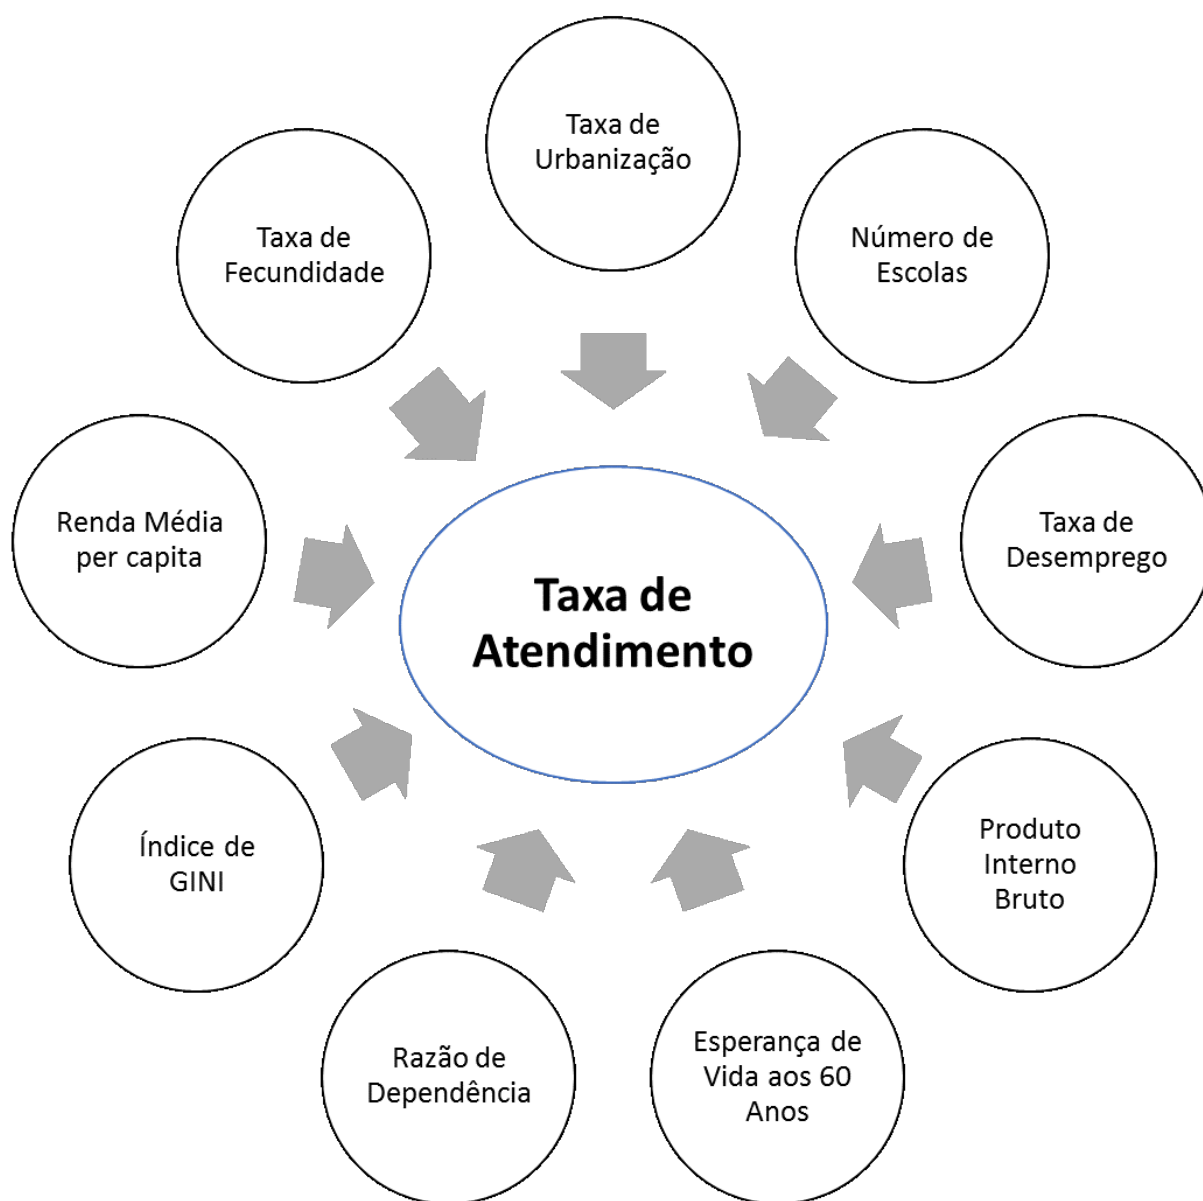 Taxa de
Urbanização
Número de
Escolas
Taxa de
Desemprego
Produto
Interno
Bruto
Esperança de
Vida aos 60
Anos
Razão de
Dependência
Índice de
GINI
Renda Média
per capita
Taxa de
Fecundidade
Taxa de
Atendimento